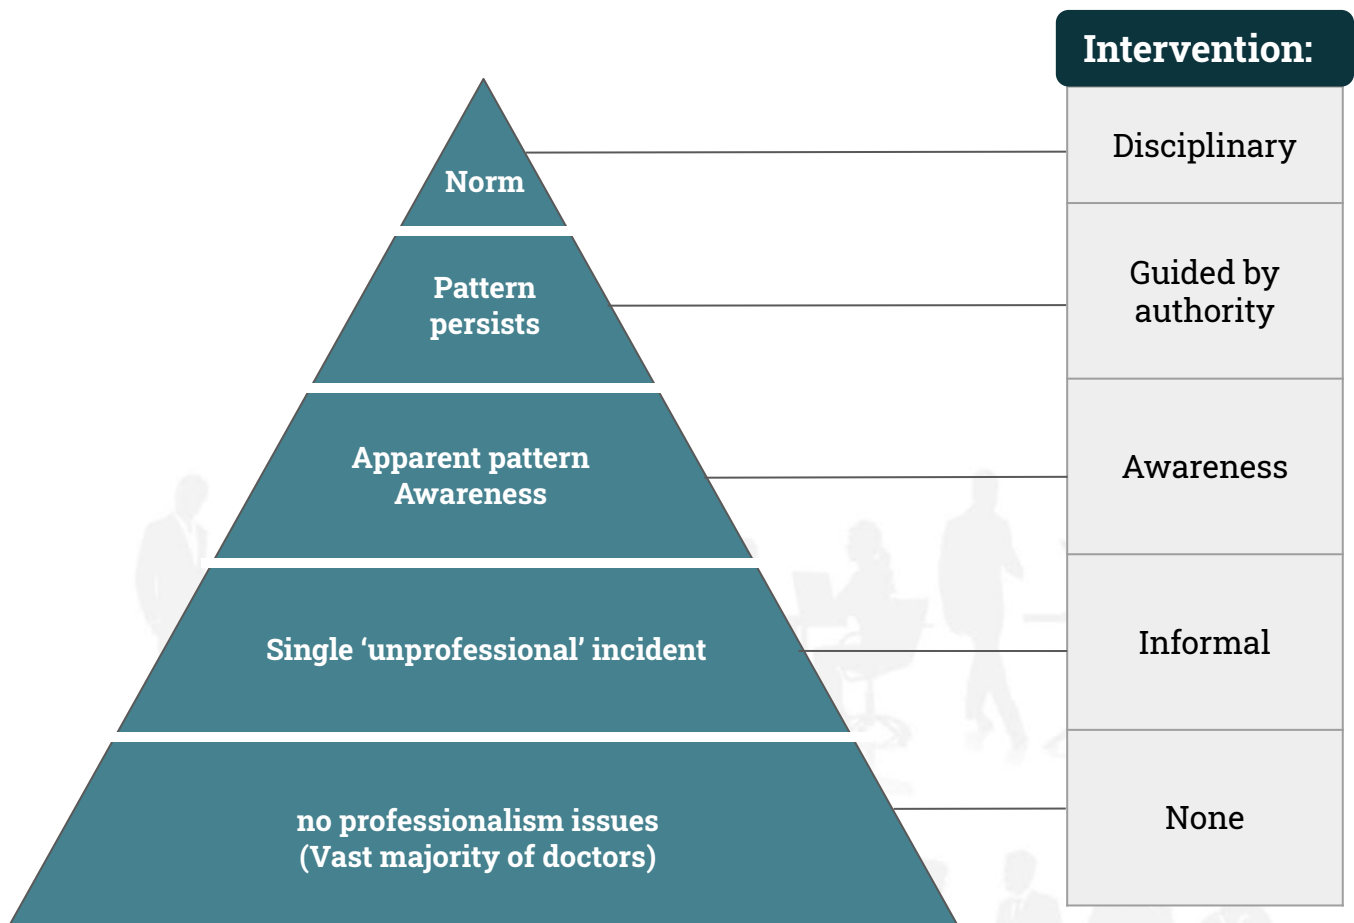 Intervention:
Norm
Disciplinary
Pattern
persists
Guided by
authority
Apparent pattern
Awareness
Awareness
Single ‘unprofessional’ incident
Informal
no professionalism issues
(Vast majority of doctors)
None